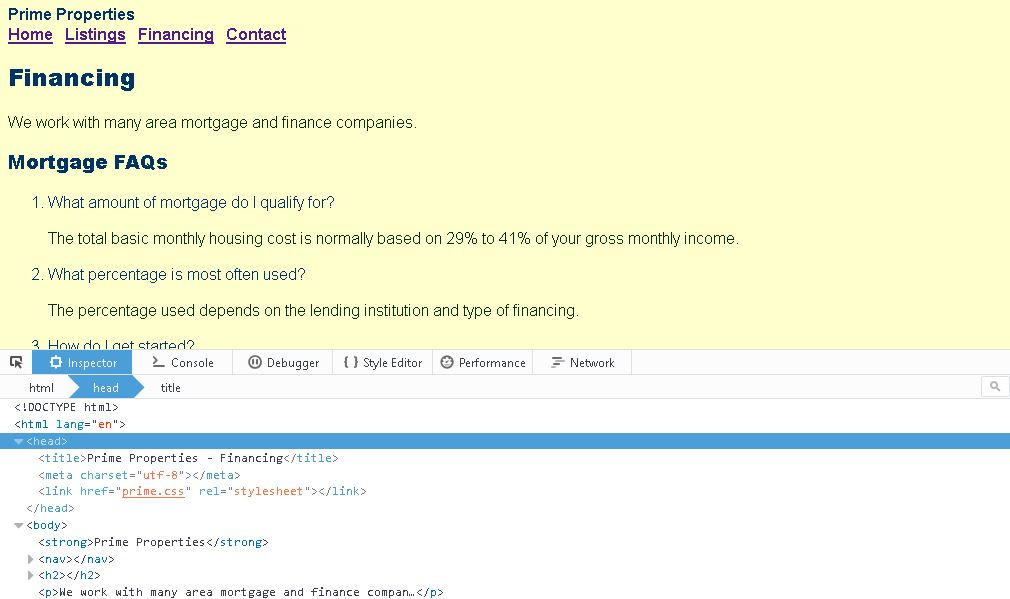 Prime Properties
Home Listings Financing Contact
Financing
We work with many area mortgage and finance companies.
Mortgage FAQs
1. What amount of mortgage do I qualify for?
The total basic monthly housing cost is normally based on 29% to 41% of your gross monthly income.
2. What percentage is most often used?
The percentage used depends on the lending institution and type of financing.
3. How do I get started?
Inspector Console Debugger { } Style Editor Performance Network
html head title
<!DOCTYPE html>
<html lang="en">
<head>
<title>Prime Properties - Financing</title>
<meta charset="utf-8"></meta>
<link href="prime.css" rel="stylesheet"></link>
</head>
<body>
<strong>Prime Properties</strong>
<nav></nav>
<h2></h2>
<p>We work with many area mortgage and finance compan…</p>